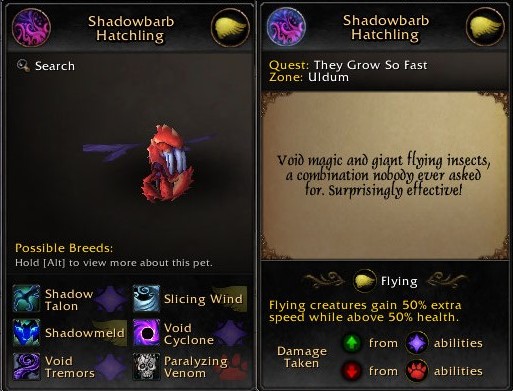 Shadowbarb
Hatchling
Search
Possible Breeds:
Hold [Alt] to view more about this pet.
Shadow
Talon
Slicing Wind
Shadowmeld
Void
Cyclone
Void
Tremors
Paralyzing
Venom
Shadowbarb
Hatchling
Quest: They Grow So Fast
Zone: Uldum
Void magic and giant flying insects,
a combination nobody ever asked
for. Surprisingly effective!
Flying
Flying creatures gain 50% extra
speed while above 50% health.
Damage
Taken
from abilities
from abilities